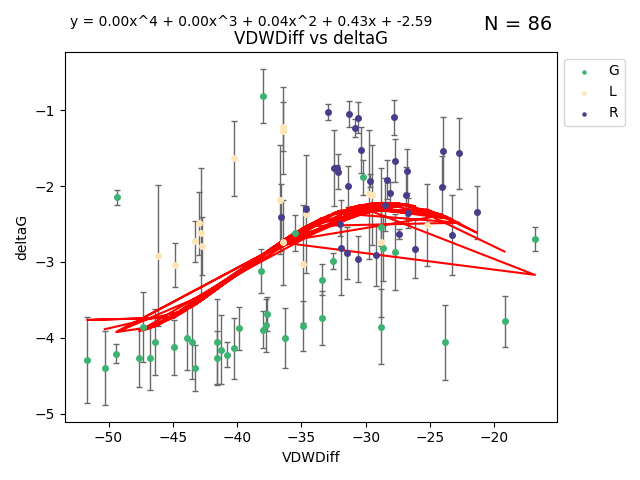 y = 0.00x^4 + 0.00x^3 + 0.04x^2 + 0.43x + -2.59
N = 86
VDWDiff vs deltaG
G
L
R
deltaG
−1
−2
−3
−4
−5
−50
−45
−40
−35
−30
−25
−20
VDWDiff